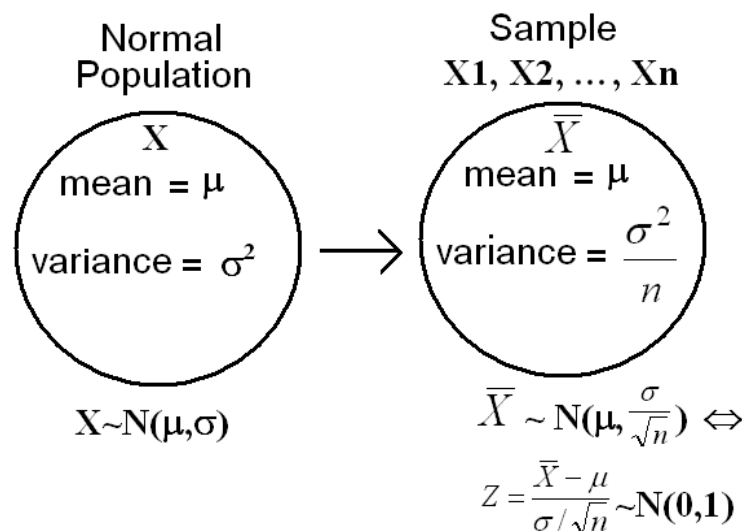 Normal
Population
X
mean = μ
variance = σ²
X~N(μ,σ)
Sample
X1, X2, ..., Xn
X̅
mean = μ
variance = σ²/n
X̅ ~ N(μ, σ/√n) ⇔
Z = (X̅ − μ)/(σ/√n) ~N(0,1)